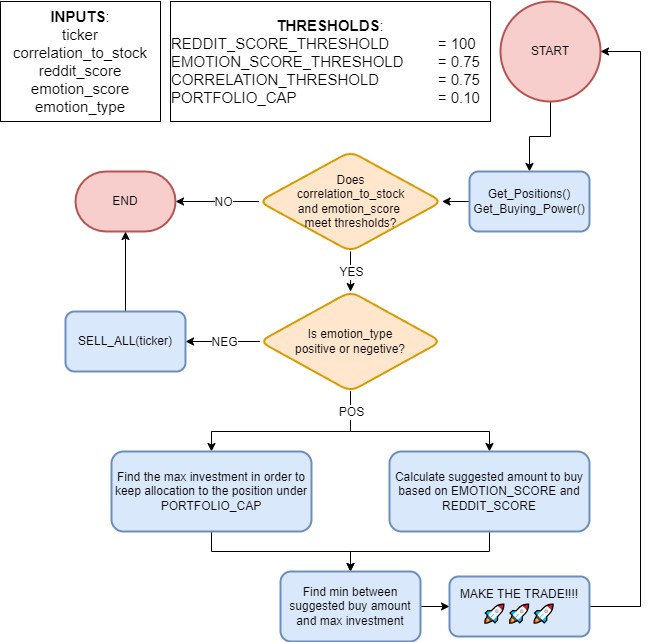 INPUTS:
ticker
correlation_to_stock
reddit_score
emotion_score
emotion_type
THRESHOLDS:
REDDIT_SCORE_THRESHOLD = 100
EMOTION_SCORE_THRESHOLD = 0.75
CORRELATION_THRESHOLD = 0.75
PORTFOLIO_CAP = 0.10
START
Get_Positions()
Get_Buying_Power()
Does
correlation_to_stock
and emotion_score
meet thresholds?
NO
END
YES
Is emotion_type
positive or negetive?
NEG
SELL_ALL(ticker)
POS
Find the max investment in order to
keep allocation to the position under
PORTFOLIO_CAP
Calculate suggested amount to buy
based on EMOTION_SCORE and
REDDIT_SCORE
Find min between
suggested buy amount
and max investment
MAKE THE TRADE!!!!
🚀🚀🚀